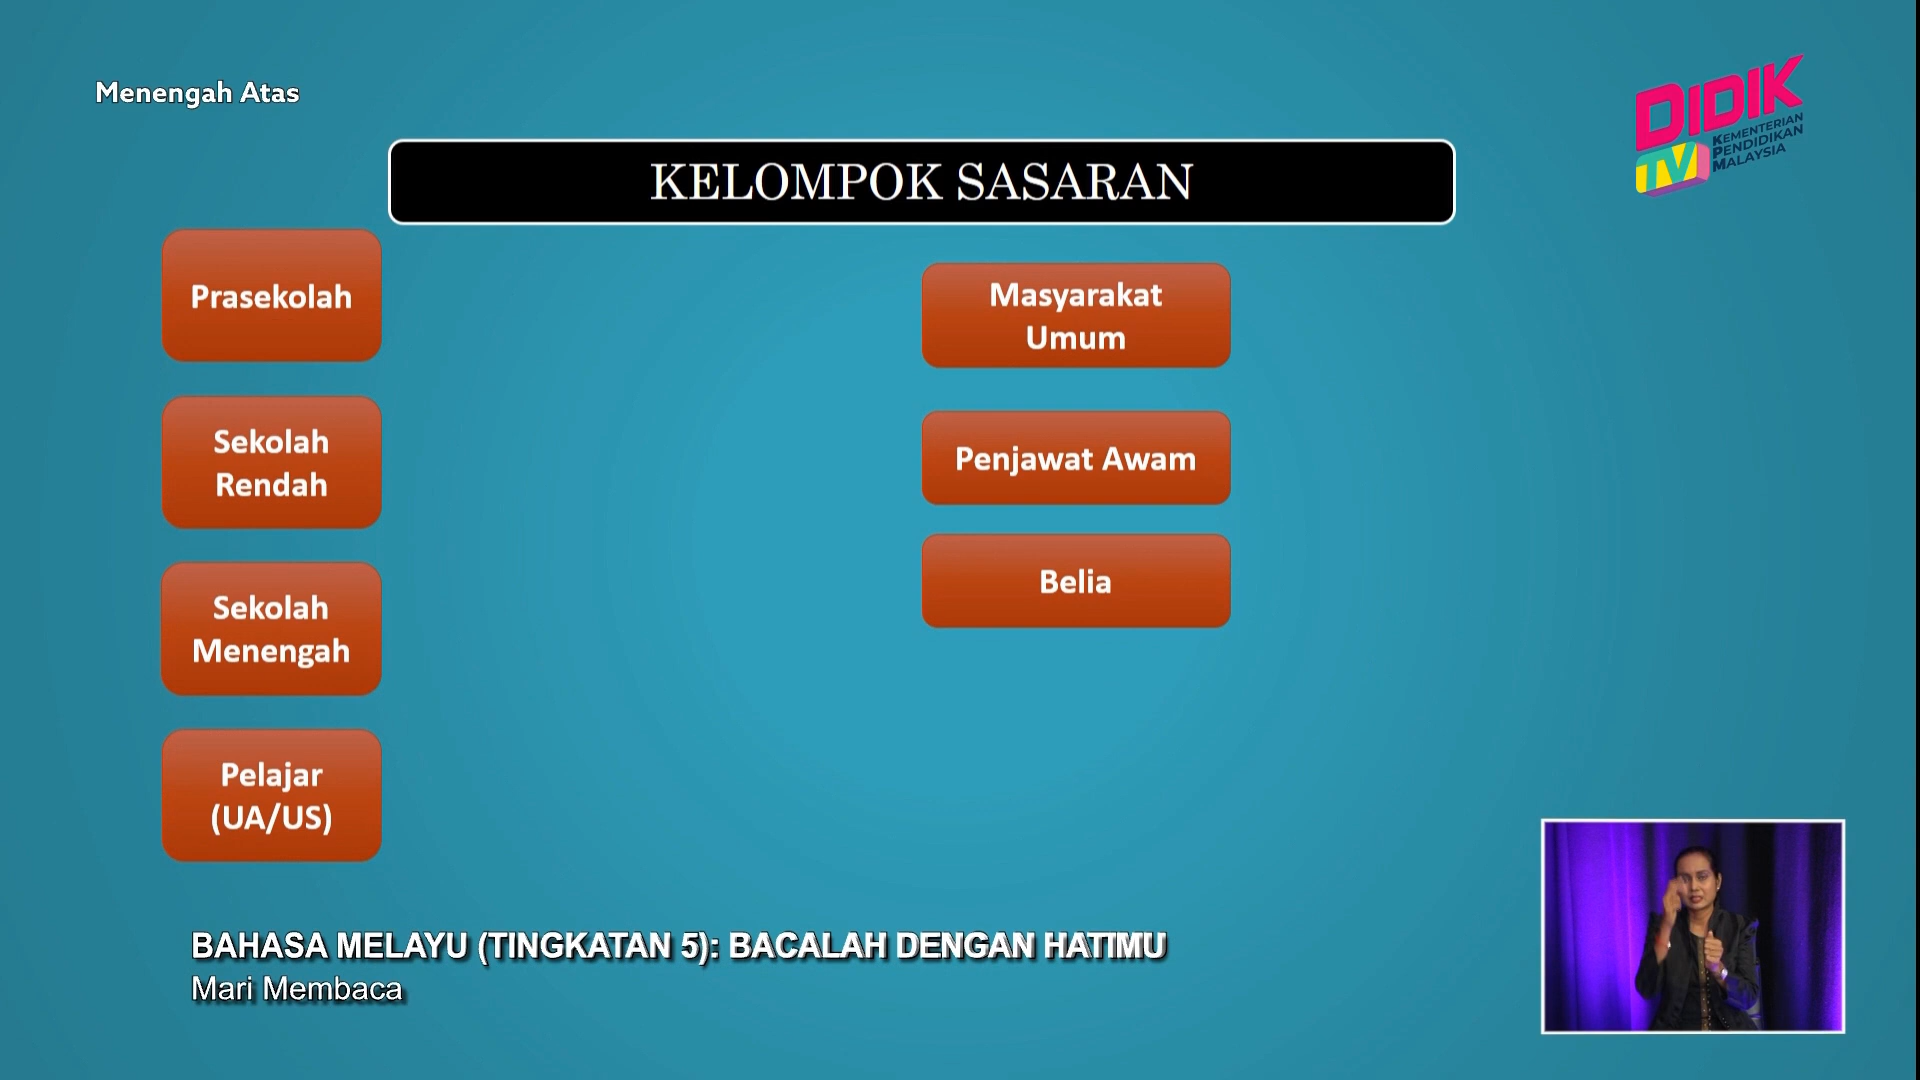 Menengah Atas
DIDIK
TV
KEMENTERIAN
PENDIDIKAN
MALAYSIA
KELOMPOK SASARAN
Prasekolah
Sekolah
Rendah
Sekolah
Menengah
Pelajar
(UA/US)
Masyarakat
Umum
Penjawat Awam
Belia
BAHASA MELAYU (TINGKATAN 5): BACALAH DENGAN HATIMU
Mari Membaca